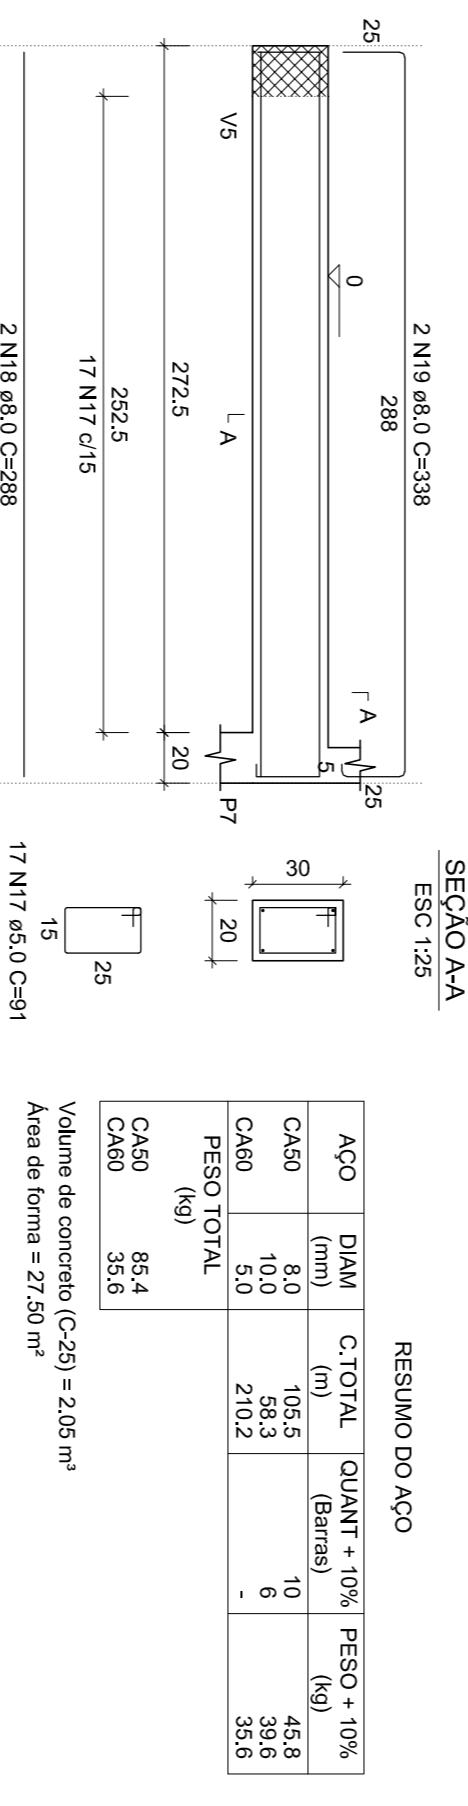 2 N19 ø8.0 C=338
288
25
25
5
0
A
A
V5
P7
272.5
20
252.5
17 N17 c/15
2 N18 ø8.0 C=288
SEÇÃO A-A
ESC 1:25
30
20
25
15
17 N17 ø5.0 C=91
RESUMO DO AÇO
AÇO DIAM C.TOTAL QUANT + 10% PESO + 10%
(mm) (m) (Barras) (kg)
CA50 8.0 105.5 10 45.8
10.0 58.3 6 39.6
CA60 5.0 210.2 - 35.6
PESO TOTAL
(kg)
CA50 85.4
CA60 35.6
Volume de concreto (C-25) = 2.05 m³
Área de forma = 27.50 m²